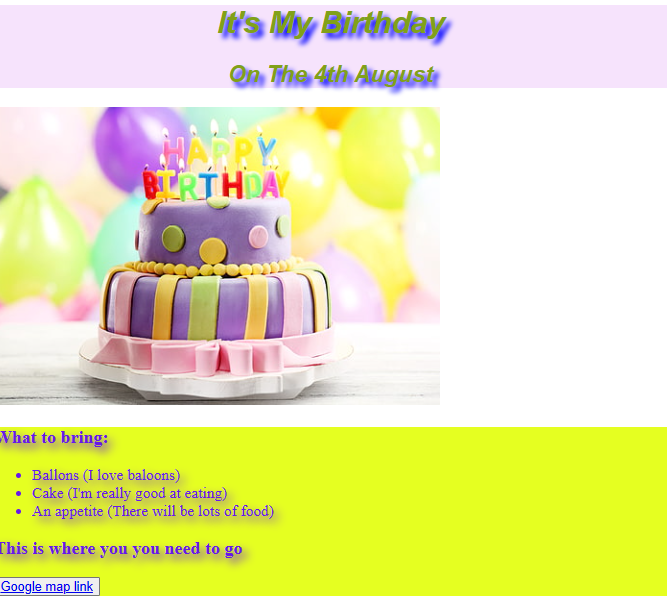 It's My Birthday
On The 4th August
HAPPY
BIRTHDAY
What to bring:
Ballons (I love baloons)
Cake (I'm really good at eating)
An appetite (There will be lots of food)
This is where you you need to go
Google map link